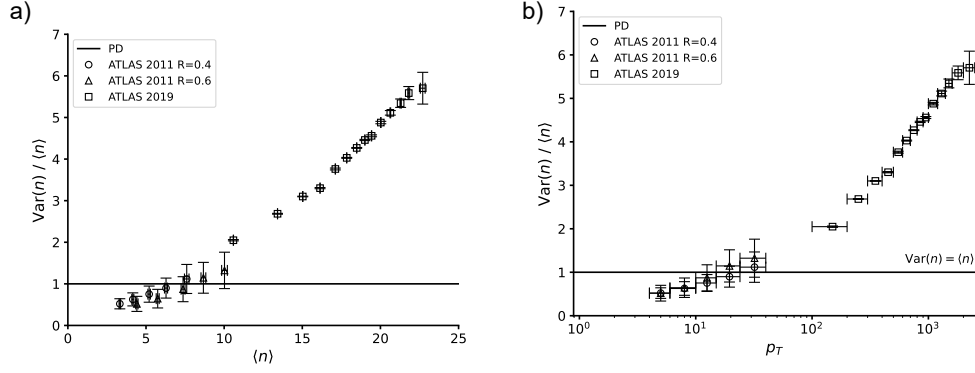 a)
Var(n) / ⟨n⟩
7
6
5
4
3
2
1
0
PD
ATLAS 2011 R=0.4
ATLAS 2011 R=0.6
ATLAS 2019
0 5 10 15 20 25
⟨n⟩
b)
Var(n) / ⟨n⟩
7
6
5
4
3
2
1
0
PD
ATLAS 2011 R=0.4
ATLAS 2011 R=0.6
ATLAS 2019
Var(n) = ⟨n⟩
10⁰ 10¹ 10² 10³
p_T